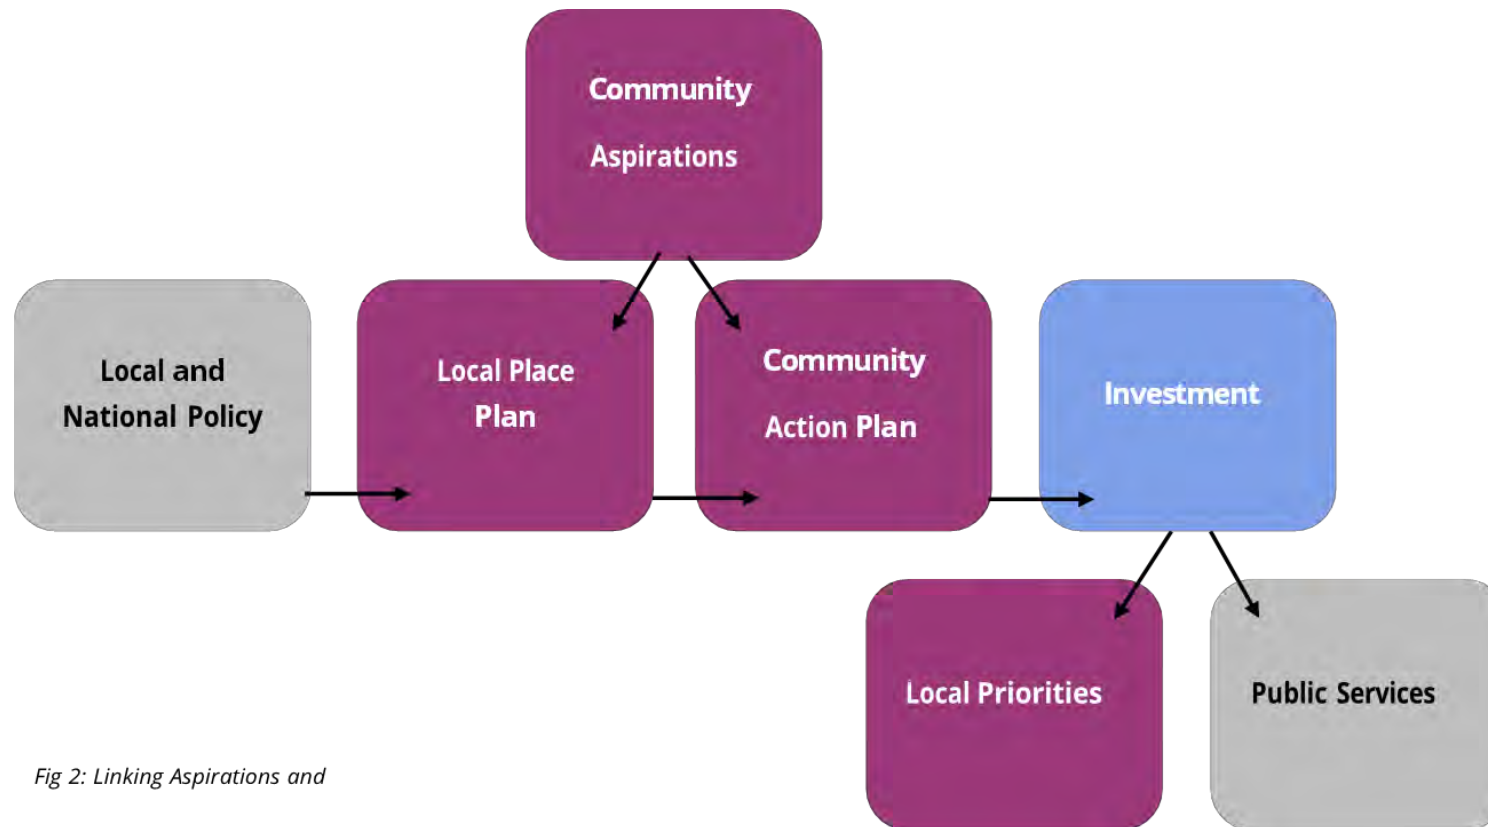 Community
Aspirations
Local and
National Policy
Local Place
Plan
Community
Action Plan
Investment
Local Priorities
Public Services
Fig 2: Linking Aspirations and